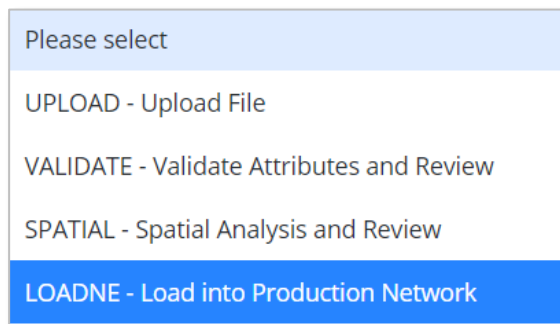 Please select
UPLOAD - Upload File
VALIDATE - Validate Attributes and Review
SPATIAL - Spatial Analysis and Review
LOADNE - Load into Production Network